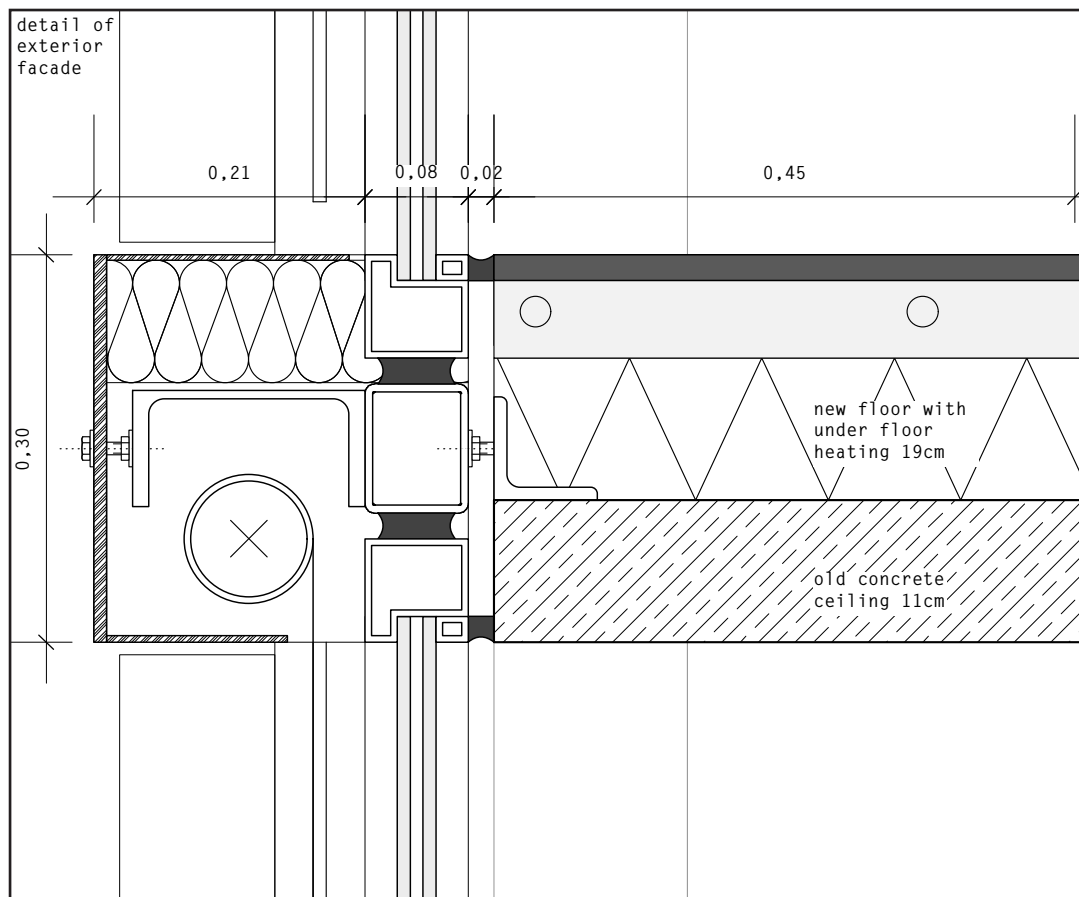 detail of
exterior
facade
0,21
0,08
0,02
0,45
0,30
new floor with
under floor
heating 19cm
old concrete
ceiling 11cm